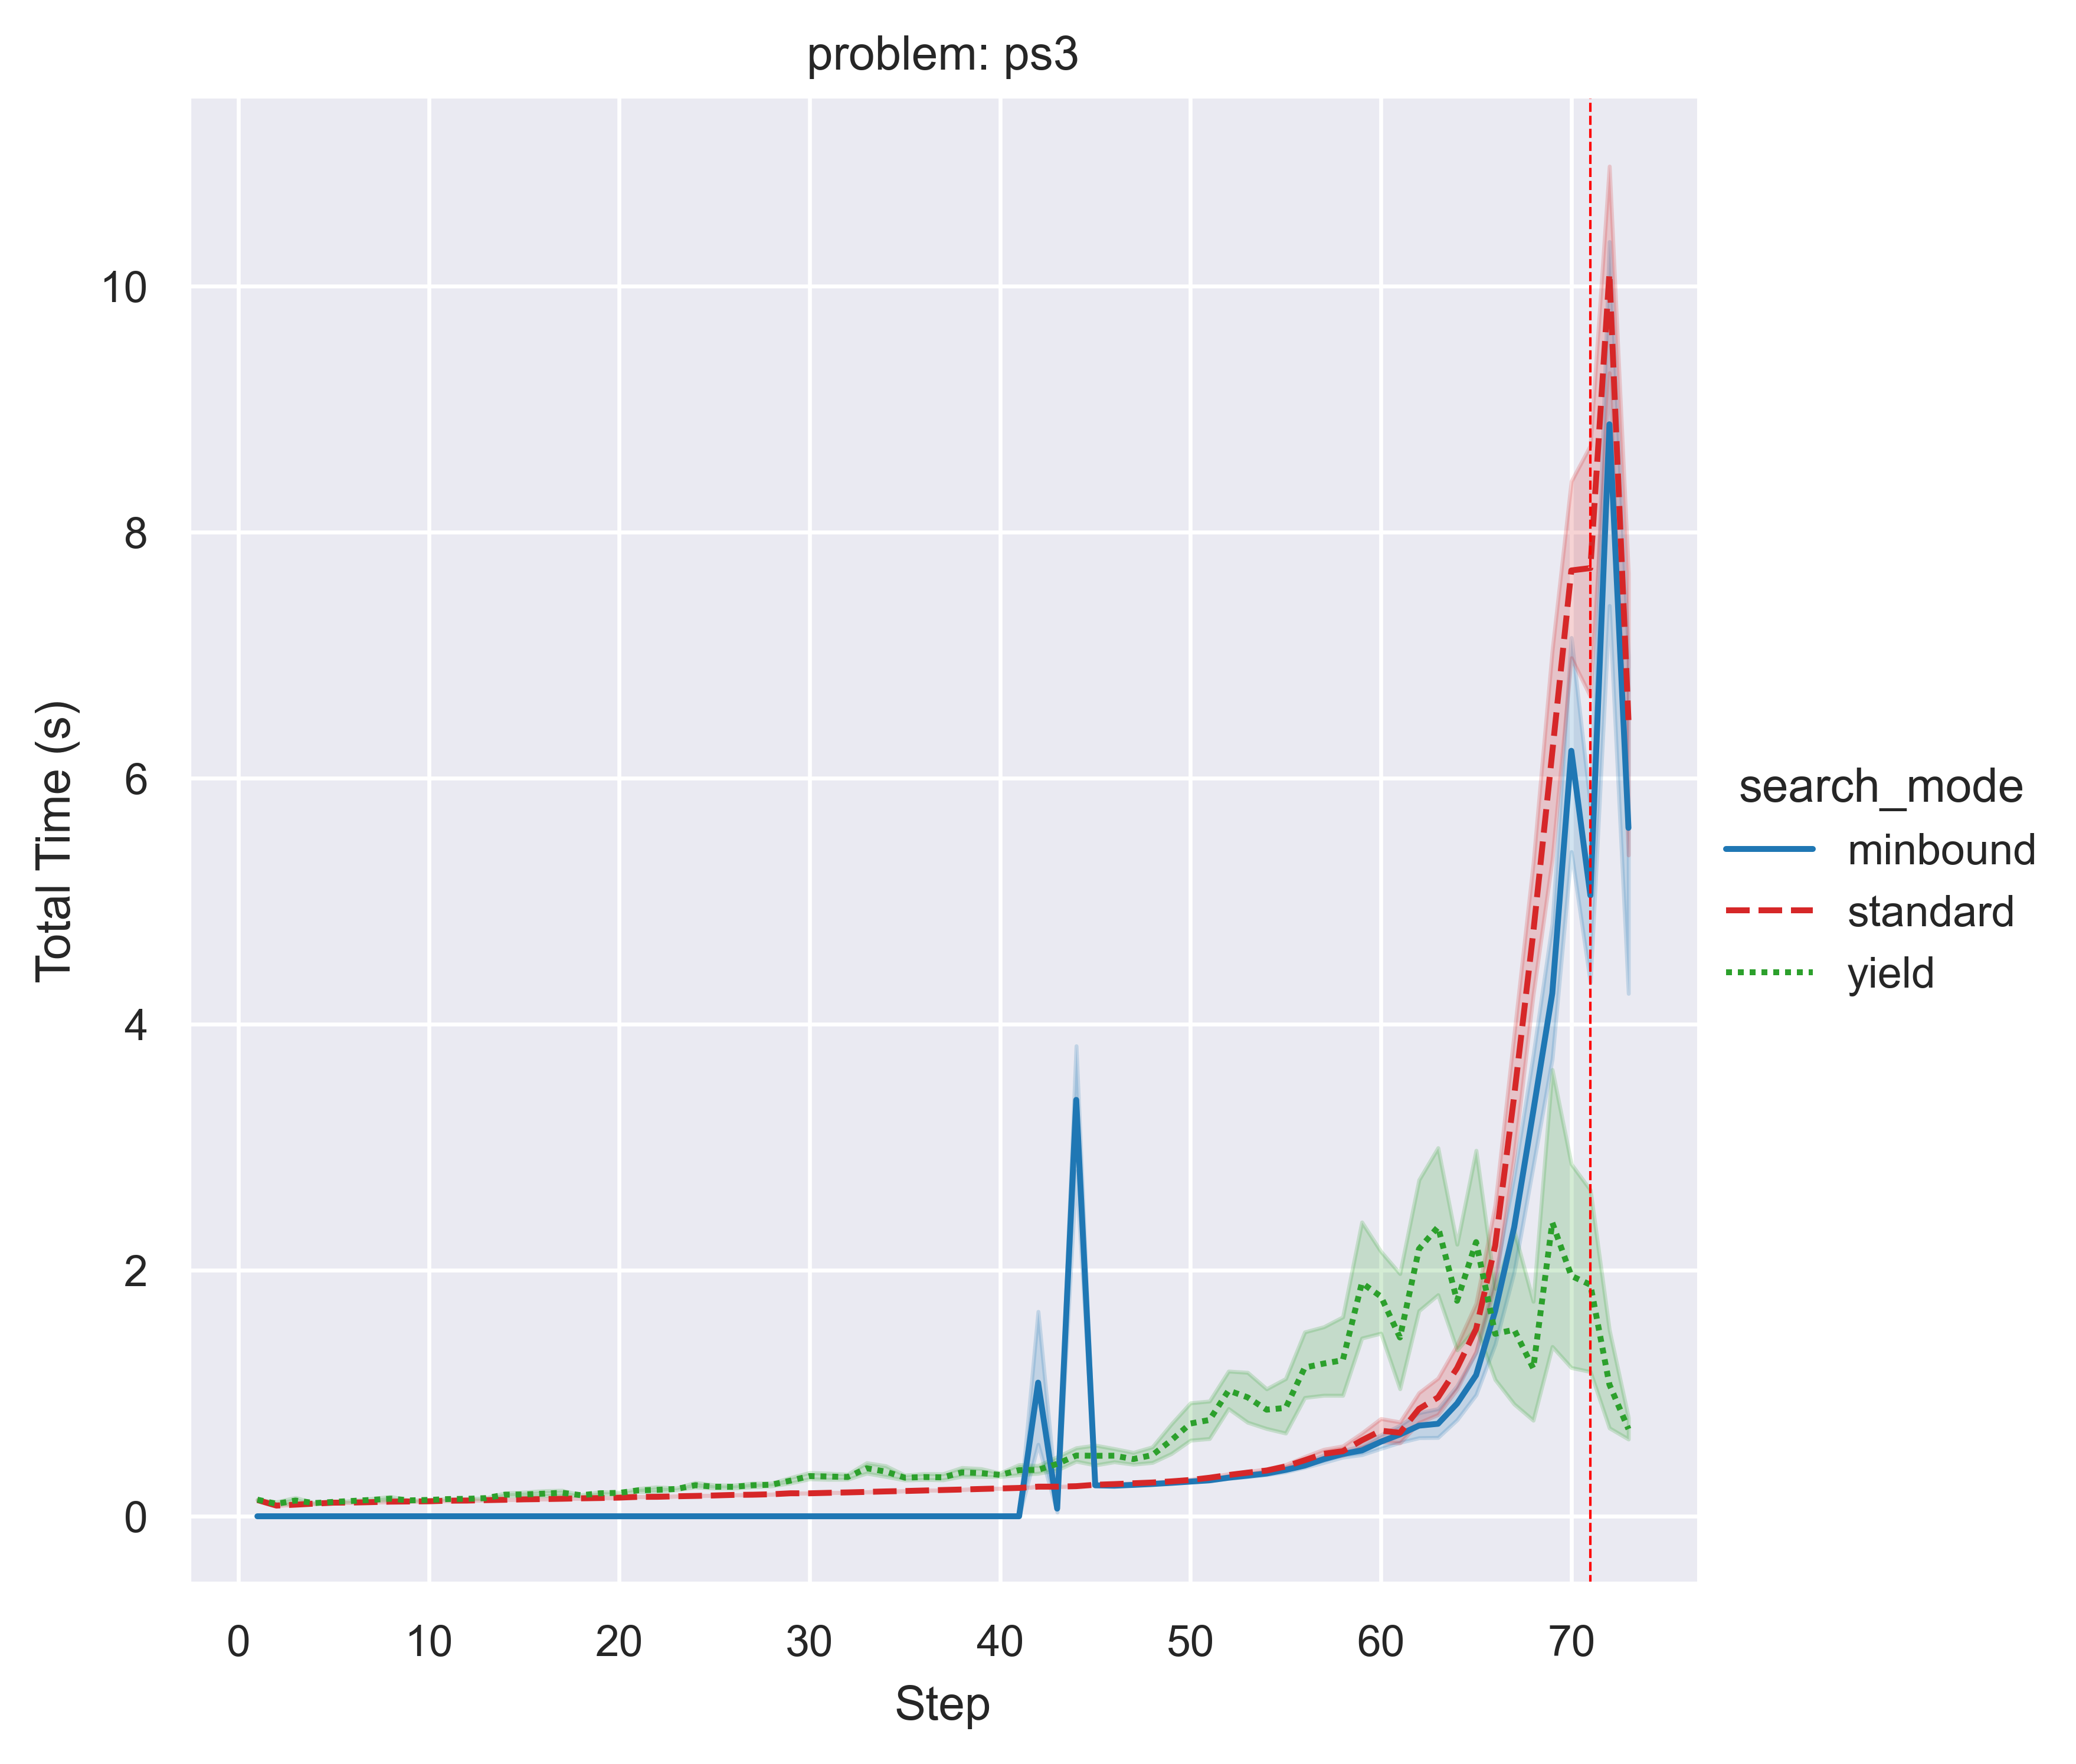 problem: ps3
10
8
6
4
2
0
Total Time (s)
0 10 20 30 40 50 60 70
Step
search_mode
minbound
standard
yield